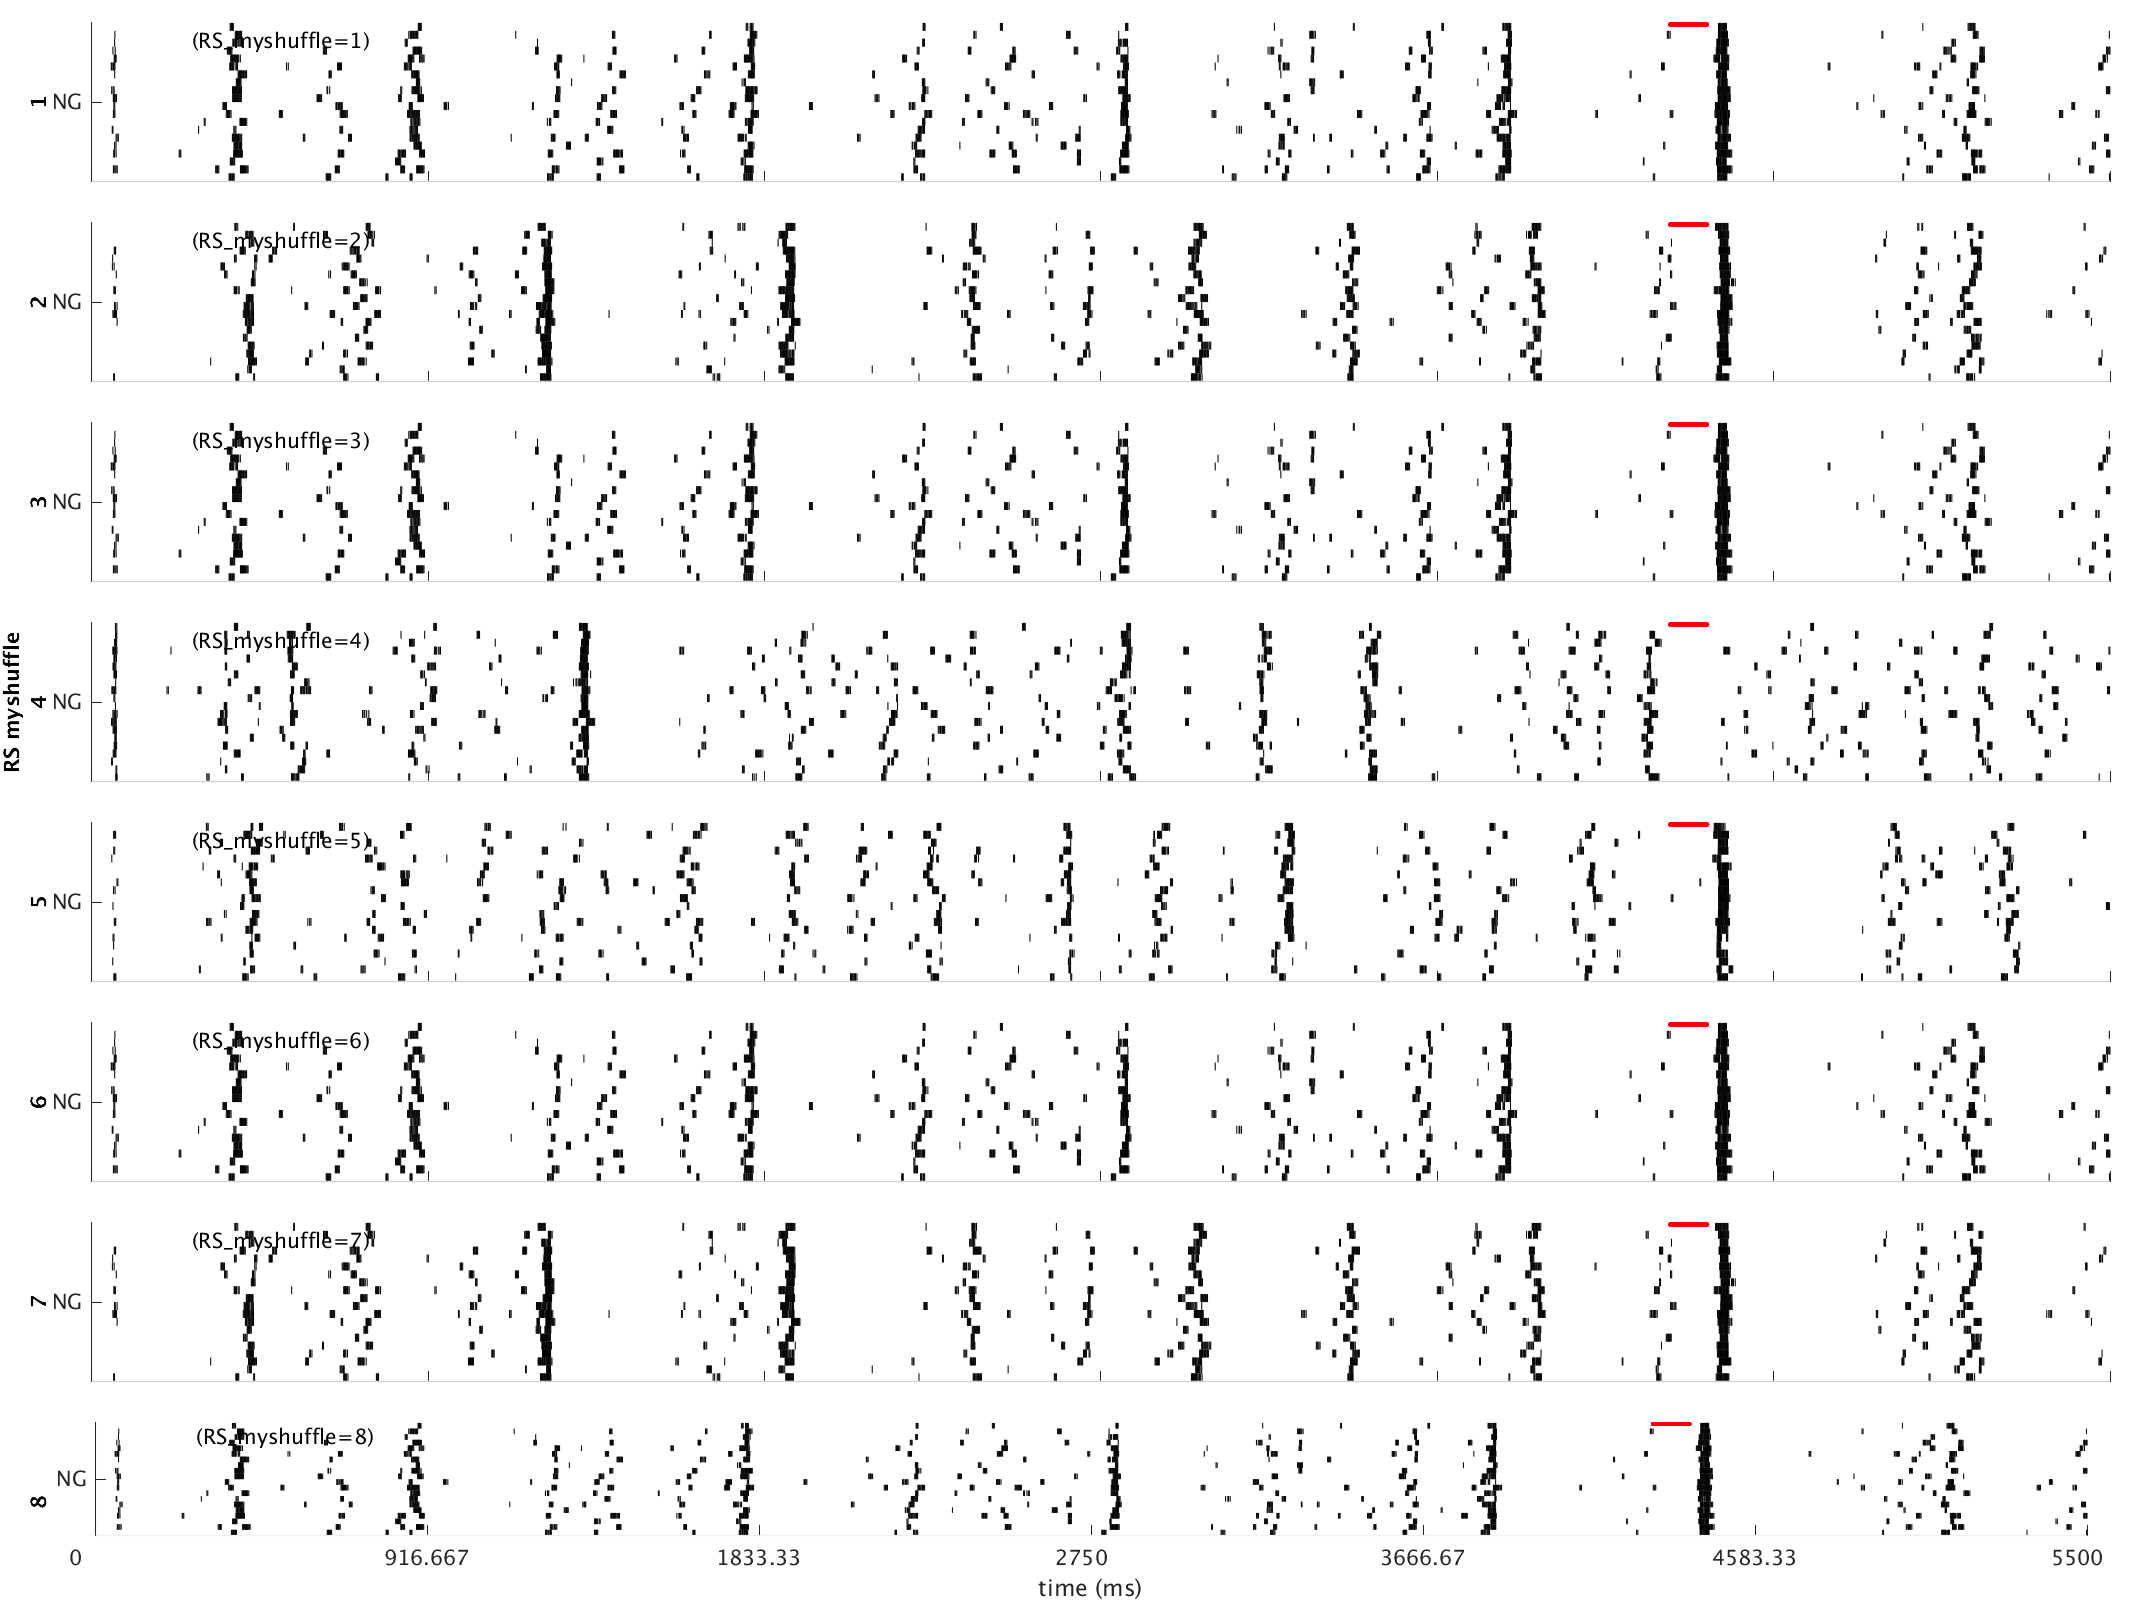 (RS_myshuffle=1)
1 NG
(RS_myshuffle=2)
2 NG
(RS_myshuffle=3)
3 NG
(RS_myshuffle=4)
RS myshuffle
4 NG
(RS_myshuffle=5)
5 NG
(RS_myshuffle=6)
6 NG
(RS_myshuffle=7)
7 NG
(RS_myshuffle=8)
8 NG
0 916.667 1833.33 2750 3666.67 4583.33 5500
time (ms)